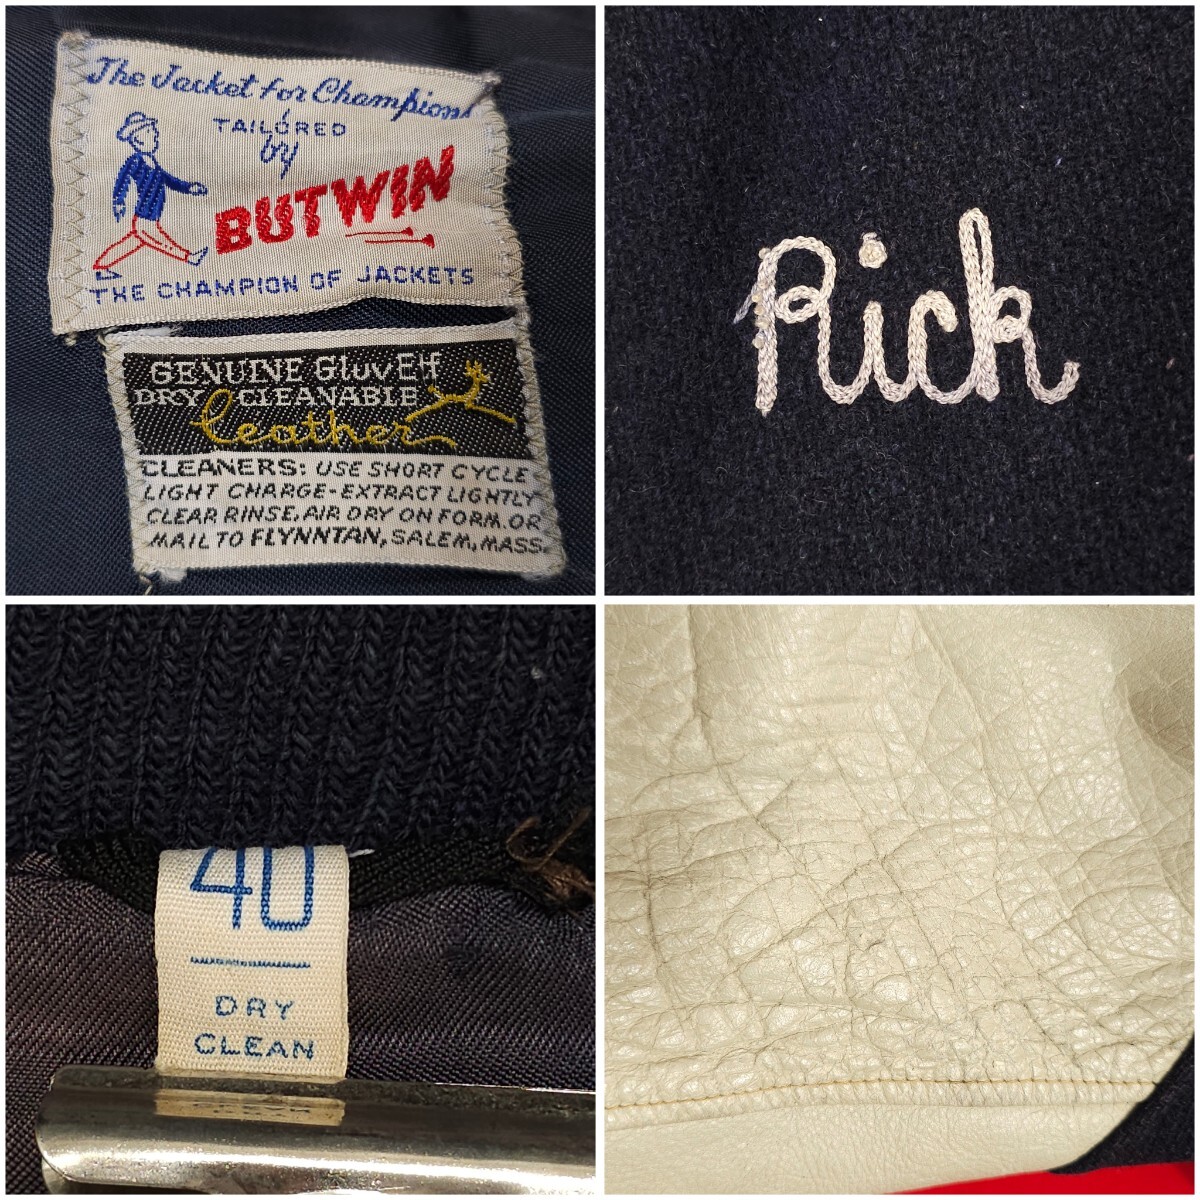 The Jacket for Champions
TAILORED
by
BUTWIN
THE CHAMPION OF JACKETS
GENUINE GluvElf
DRY CLEANABLE
leather
CLEANERS: USE SHORT CYCLE
LIGHT CHARGE-EXTRACT LIGHTLY
CLEAR RINSE, AIR DRY ON FORM. OR
MAIL TO FLYNNTAN, SALEM, MASS.
Rick
40
DRY
CLEAN